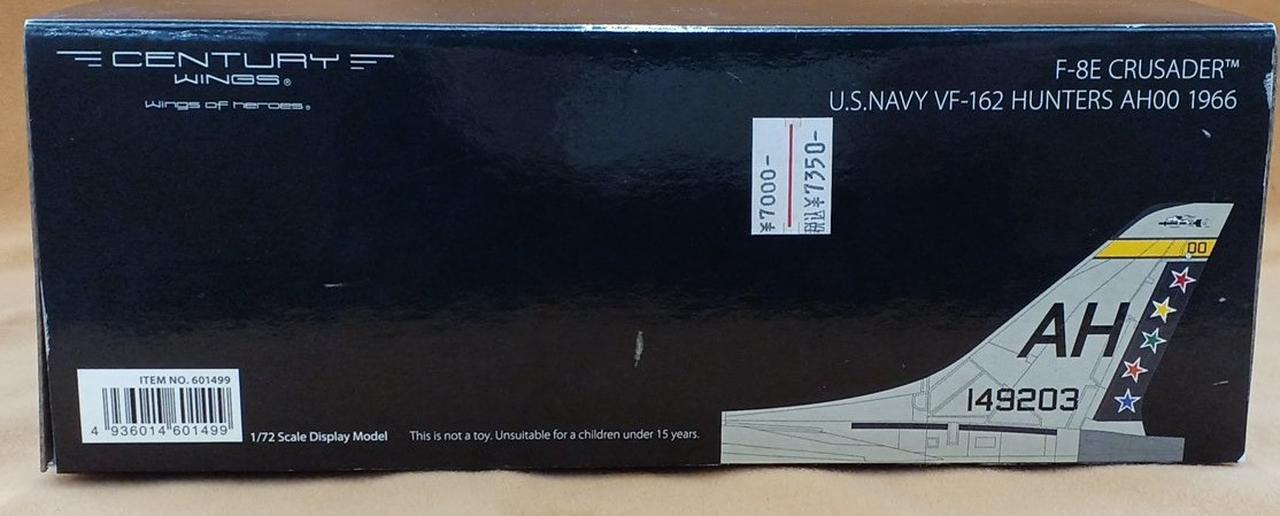 CENTURY
WINGS®
Wings of heroes®
F-8E CRUSADER™
U.S.NAVY VF-162 HUNTERS AH00 1966
¥7000-
税込¥7350-
00
AH
149203
ITEM NO. 601499
4 936014 601499
1/72 Scale Display Model
This is not a toy. Unsuitable for a children under 15 years.